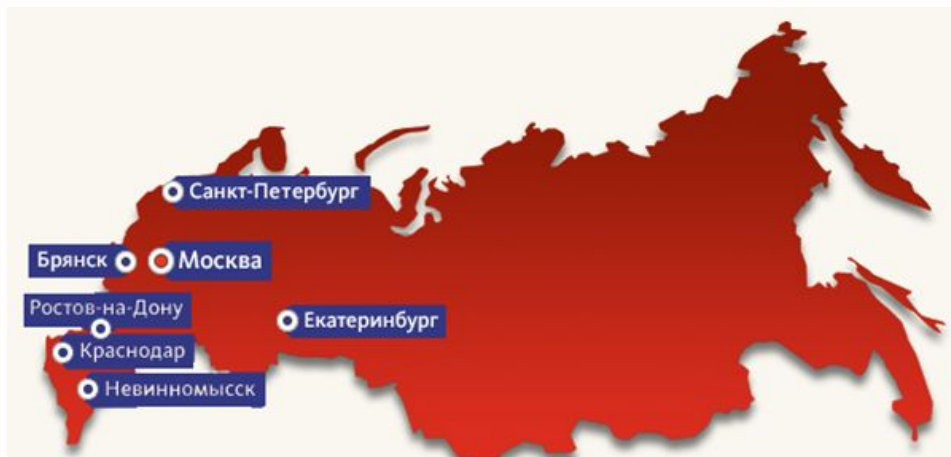 Санкт-Петербург
Брянск
Москва
Ростов-на-Дону
Екатеринбург
Краснодар
Невинномысск